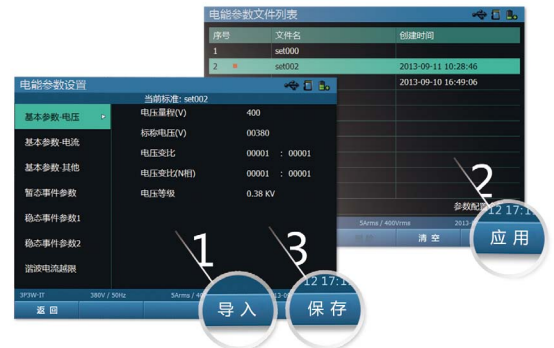 电能参数文件列表
序号 文件名 创建时间
1 set000
2 set002 2013-09-11 10:28:46
2013-09-10 16:49:06
参数配置
5Arms / 400Vrms 2013-
清空
2
12 17:1
应用
电能参数设置
当前标准: set002
基本参数-电压
基本参数-电流
基本参数-其他
暂态事件参数
稳态事件参数1
稳态事件参数2
谐波电流越限
电压量程(V) 400
标称电压(V) 00380
电压变比 00001 : 00001
电压变比(N相) 00001 : 00001
电压等级 0.38 KV
3P3W-IT 380V / 50Hz 5Arms / 4
返回
1
导入
3
12 17:1
保存